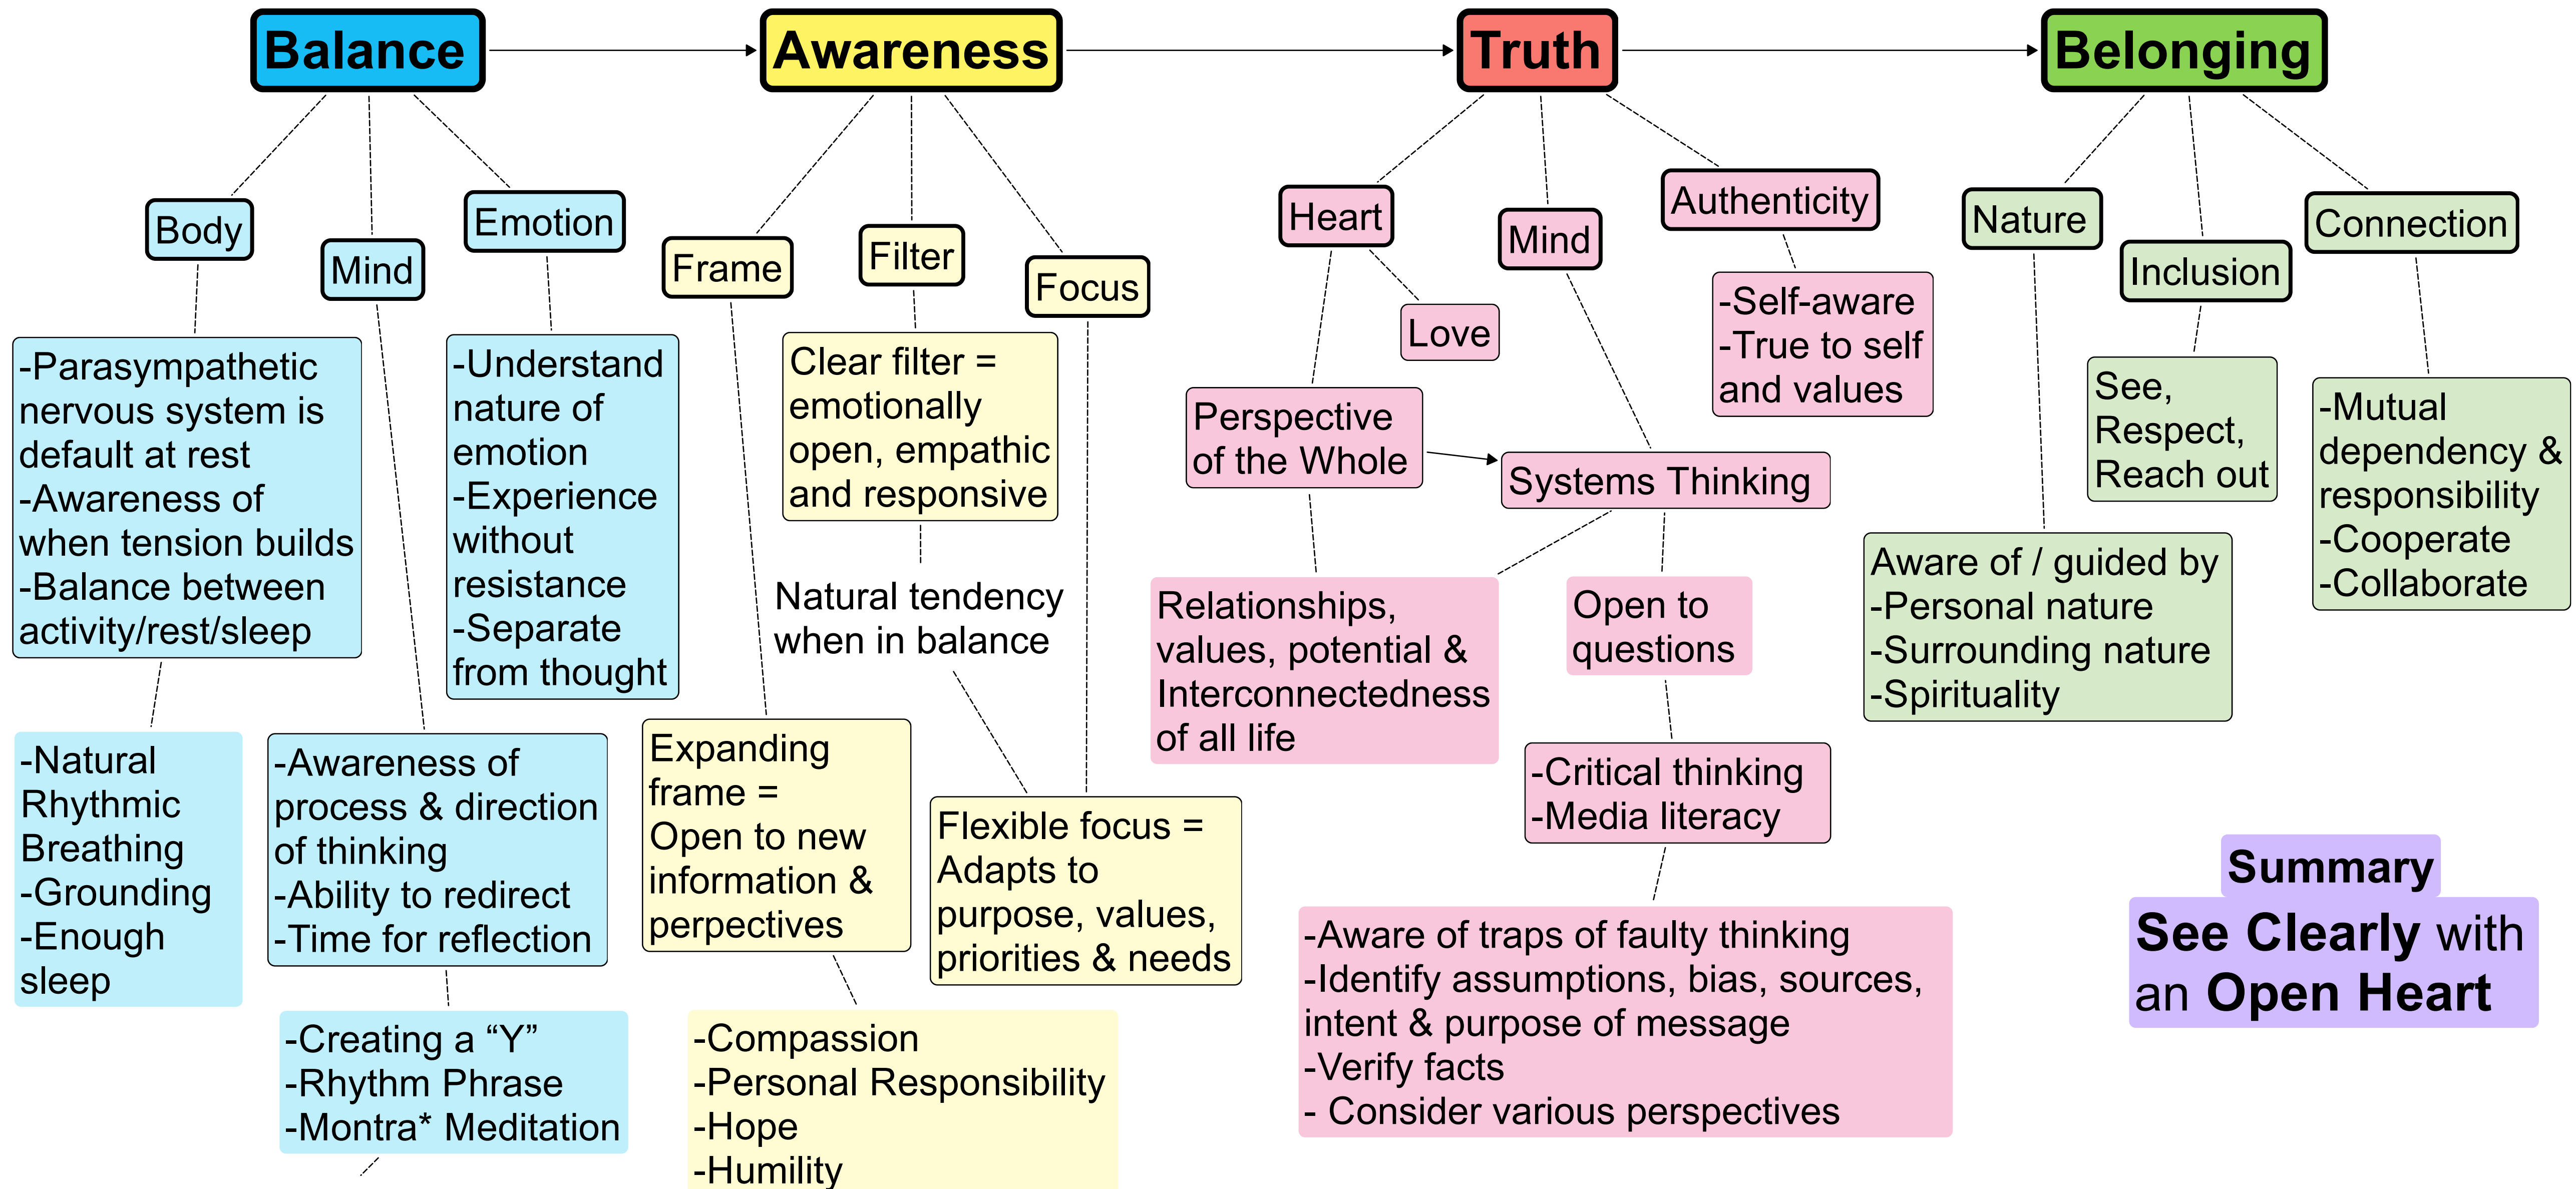 Balance
Awareness
Truth
Belonging
Body
Mind
Emotion
-Parasympathetic
nervous system is
default at rest
-Awareness of
when tension builds
-Balance between
activity/rest/sleep
-Natural
Rhythmic
Breathing
-Grounding
-Enough
sleep
-Awareness of
process & direction
of thinking
-Ability to redirect
-Time for reflection
-Creating a “Y”
-Rhythm Phrase
-Montra* Meditation
-Understand
nature of
emotion
-Experience
without
resistance
-Separate
from thought
Frame
Filter
Focus
Clear filter =
emotionally
open, empathic
and responsive
Natural tendency
when in balance
Expanding
frame =
Open to new
information &
perpectives
Flexible focus =
Adapts to
purpose, values,
priorities & needs
-Compassion
-Personal Responsibility
-Hope
-Humility
Heart
Mind
Authenticity
Love
-Self-aware
-True to self
and values
Perspective
of the Whole
Systems Thinking
Relationships,
values, potential &
Interconnectedness
of all life
Open to
questions
-Critical thinking
-Media literacy
-Aware of traps of faulty thinking
-Identify assumptions, bias, sources,
intent & purpose of message
-Verify facts
- Consider various perspectives
Nature
Inclusion
Connection
See,
Respect,
Reach out
-Mutual
dependency &
responsibility
-Cooperate
-Collaborate
Aware of / guided by
-Personal nature
-Surrounding nature
-Spirituality
Summary
See Clearly with
an Open Heart